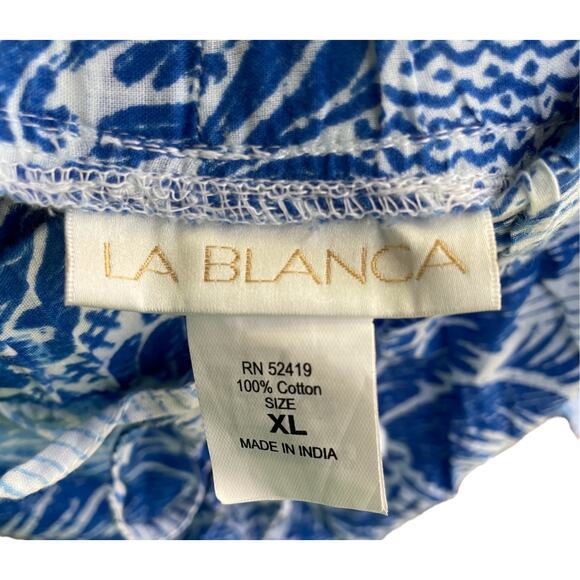 LA BLANCA
RN 52419
100% Cotton
SIZE
XL
MADE IN INDIA